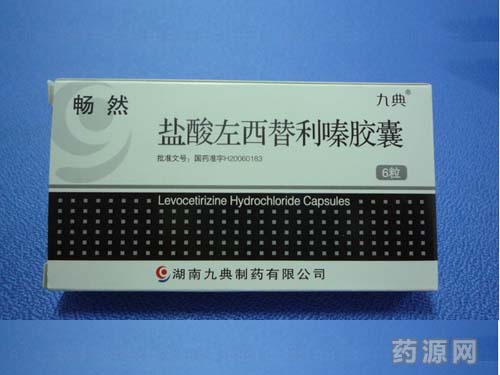 畅然
九典®
盐酸左西替利嗪胶囊
批准文号：国药准字H20060183
6粒
Levocetirizine Hydrochloride Capsules
湖南九典制药有限公司
药源网